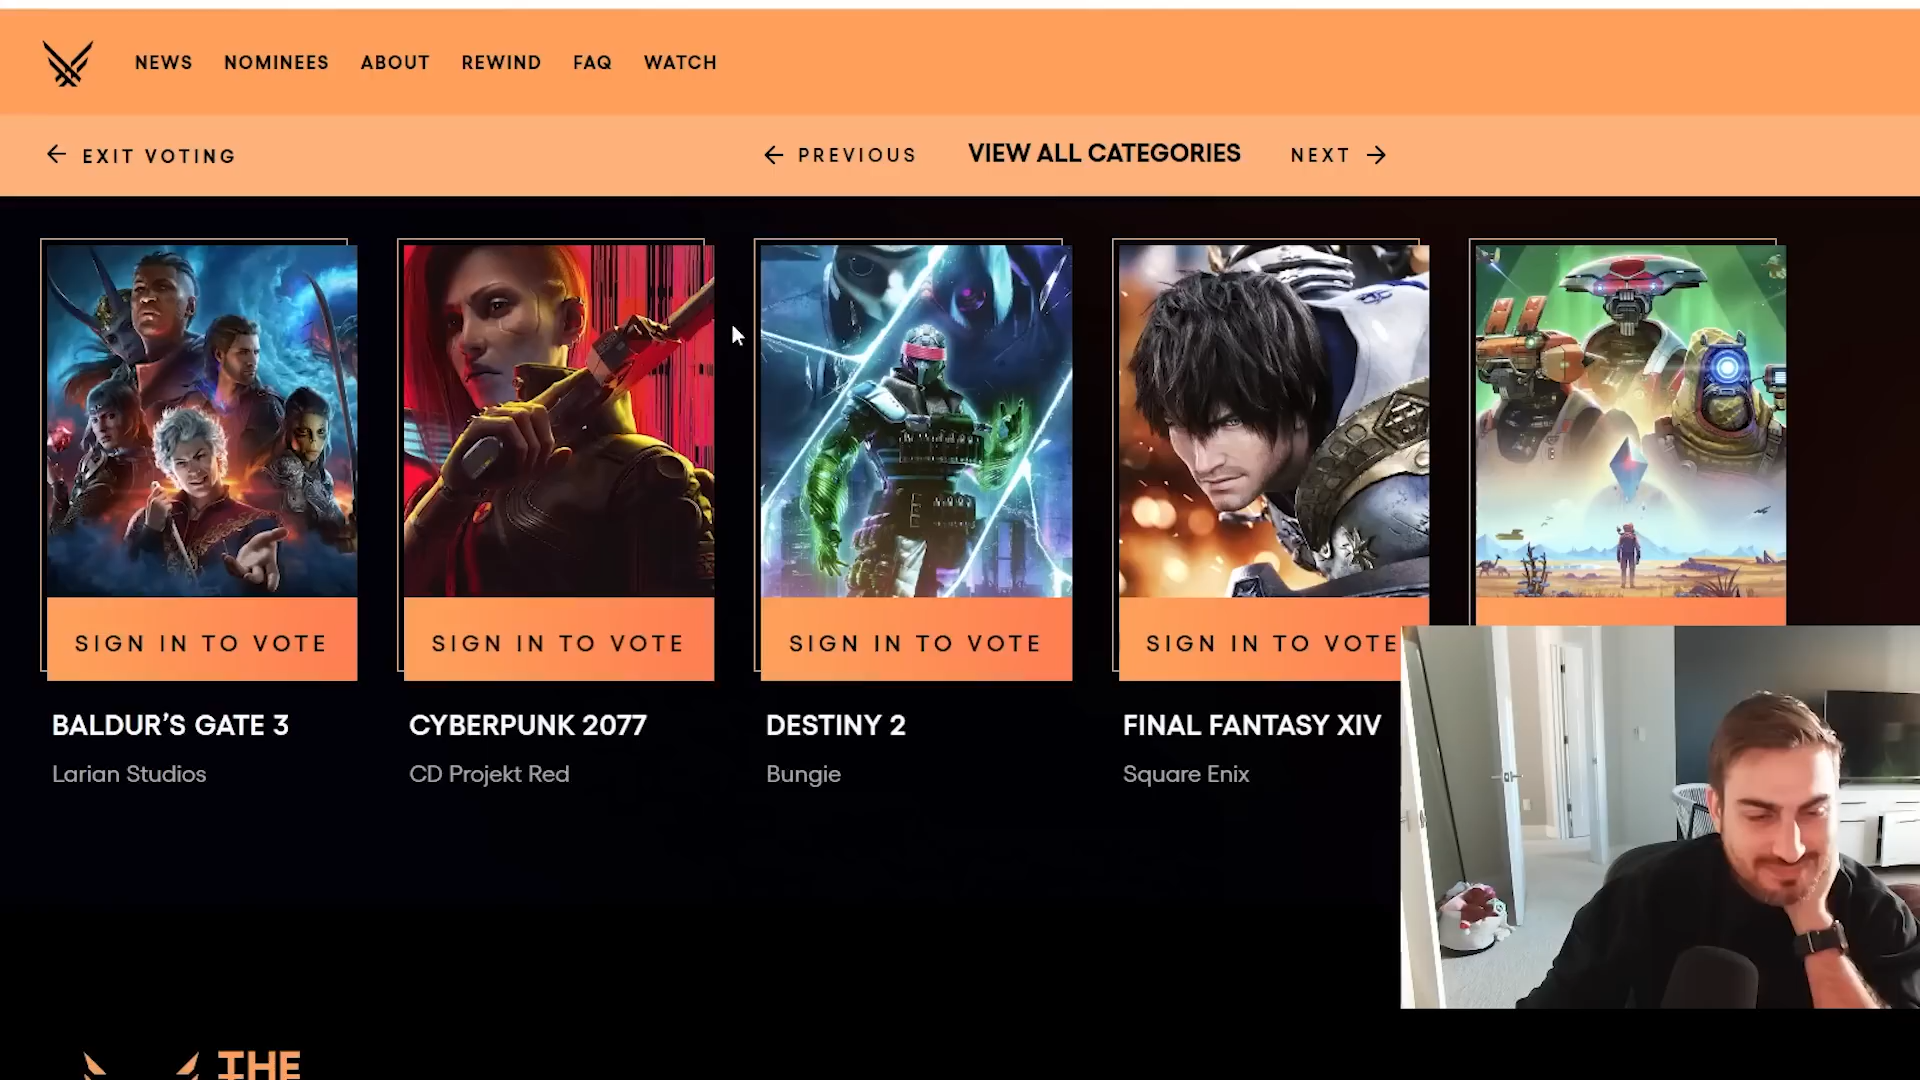 NEWS NOMINEES ABOUT REWIND FAQ WATCH
EXIT VOTING
PREVIOUS VIEW ALL CATEGORIES NEXT
SIGN IN TO VOTE SIGN IN TO VOTE SIGN IN TO VOTE SIGN IN TO VOTE
BALDUR’S GATE 3 CYBERPUNK 2077 DESTINY 2 FINAL FANTASY XIV
Larian Studios CD Projekt Red Bungie Square Enix
THE